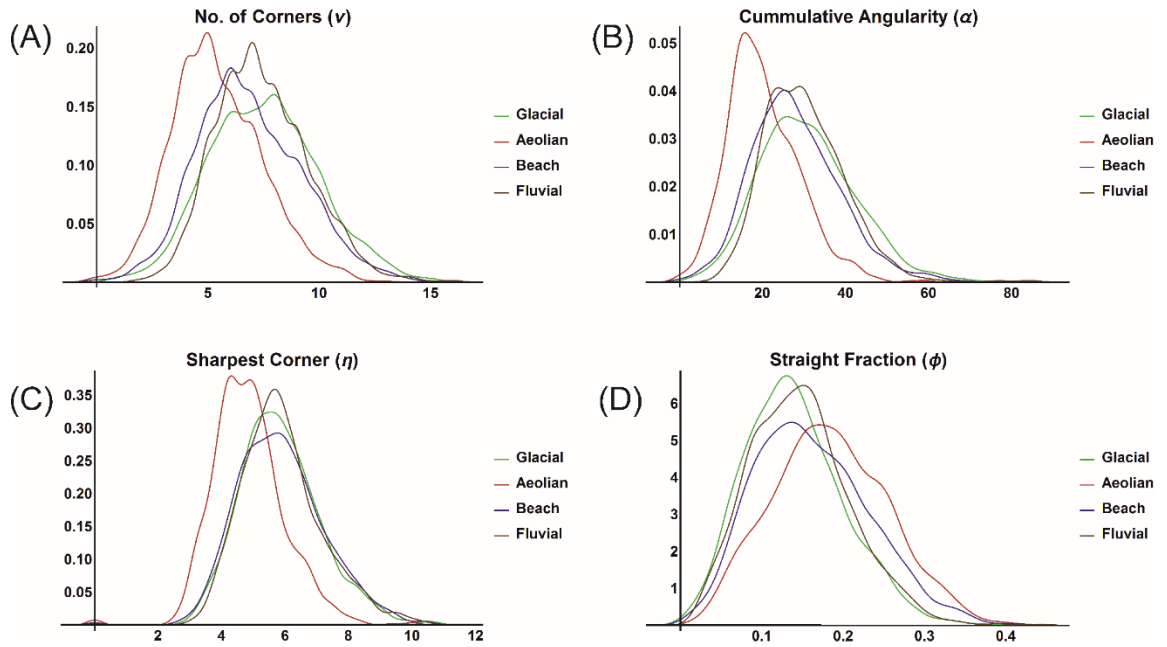 (A)
No. of Corners (ν)
0.20
0.15
0.10
0.05
5
10
15
Glacial
Aeolian
Beach
Fluvial
(B)
Cummulative Angularity (α)
0.05
0.04
0.03
0.02
0.01
20
40
60
80
Glacial
Aeolian
Beach
Fluvial
(C)
Sharpest Corner (η)
0.35
0.30
0.25
0.20
0.15
0.10
0.05
2
4
6
8
10
12
Glacial
Aeolian
Beach
Fluvial
(D)
Straight Fraction (ϕ)
6
5
4
3
2
1
0.1
0.2
0.3
0.4
Glacial
Aeolian
Beach
Fluvial